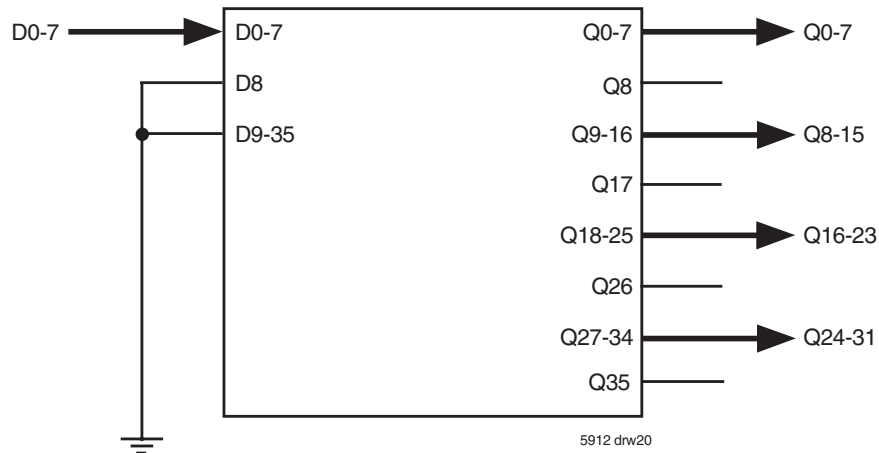 D0-7 D0-7 Q0-7 Q0-7
D8 Q8
D9-35 Q9-16 Q8-15
Q17
Q18-25 Q16-23
Q26
Q27-34 Q24-31
Q35
5912 drw20